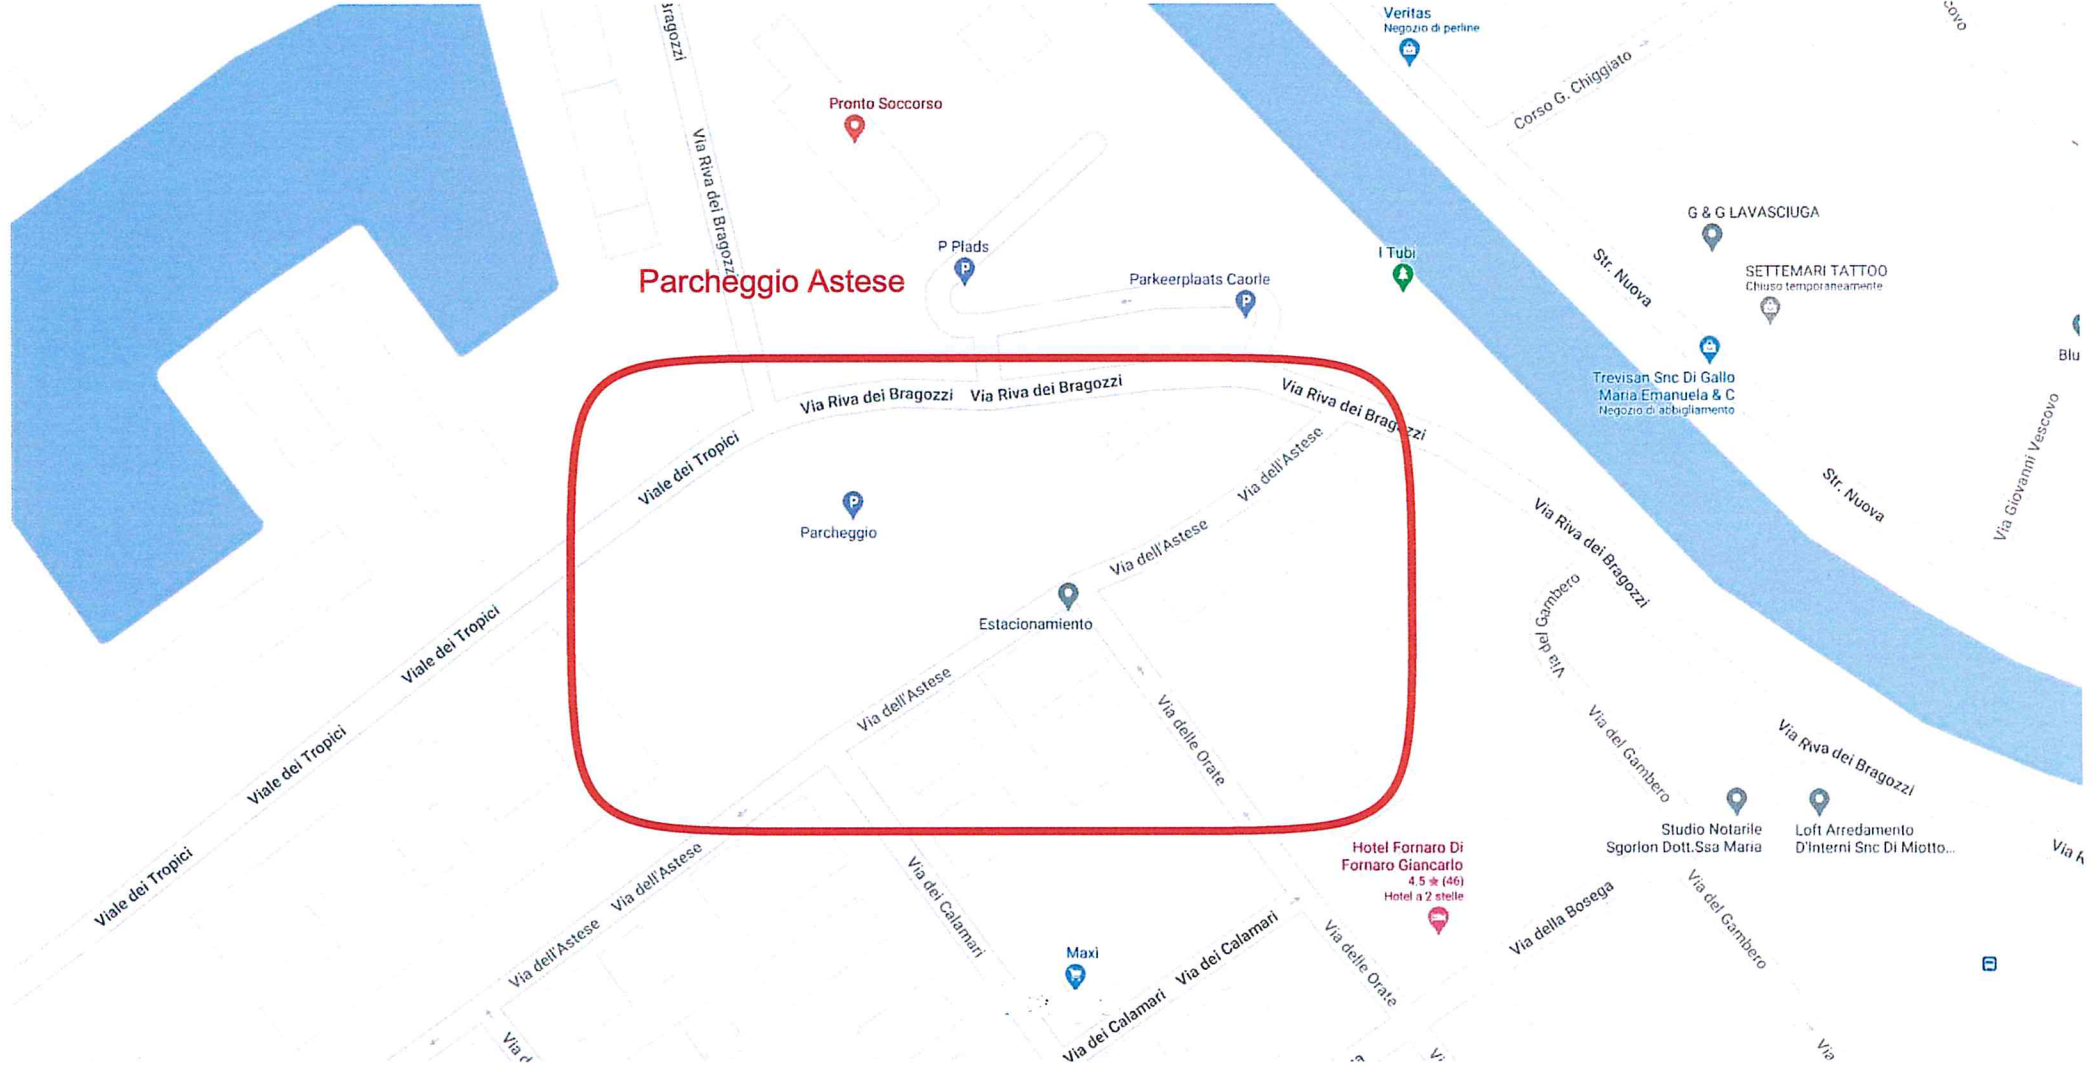 Bragozzi
Veritas
Negozio di perline
covo
Corso G. Chiggiato
Pronto Soccorso
Via Riva dei Bragozzi
G & G LAVASCIUGA
P Plads
I Tubi
Str. Nuova
SETTEMARI TATTOO
Chiuso temporaneamente
Parcheggio Astese
Parkeerplaats Caorle
Blu
Trevisan Snc Di Gallo
Maria Emanuela & C
Negozio di abbigliamento
Via Riva dei Bragozzi
Via Riva dei Bragozzi
Via Riva dei Bragozzi
Viale dei Tropici
Via dell'Astese
Via Giovanni Vescovo
Str. Nuova
Parcheggio
Via dell'Astese
Via Riva dei Bragozzi
Estacionamiento
Via del Gambero
Viale dei Tropici
Via dell'Astese
Via delle Orate
Via del Gambero
Via Riva dei Bragozzi
Viale dei Tropici
Studio Notarile
Sgorlon Dott.Ssa Maria
Loft Arredamento
D'Interni Snc Di Miotto...
Via R
Hotel Fornaro Di
Fornaro Giancarlo
4.5 ★ (46)
Hotel a 2 stelle
Viale dei Tropici
Via dell'Astese
Via dei Calamari
Via della Bosega
Via del Gambero
Via dell'Astese
Maxi
Via dei Calamari
Via delle Orate
Via dei Calamari
Via d
Via